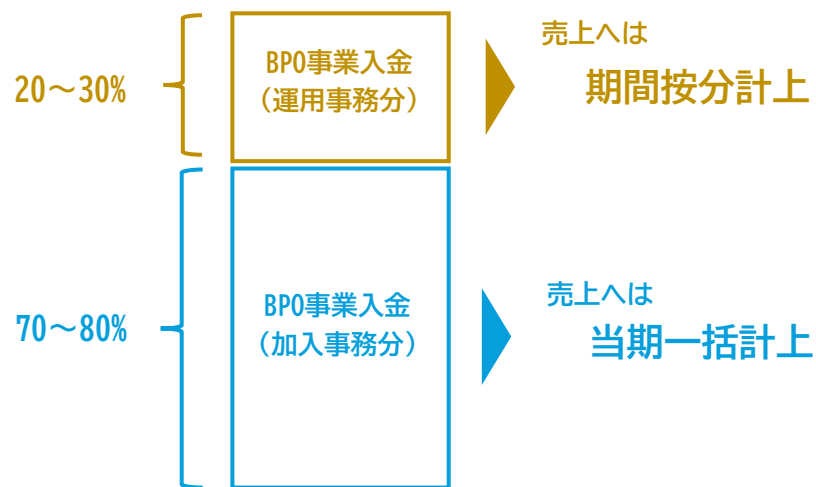 20～30%
BPO事業入金
（運用事務分）
売上へは
期間按分計上
70～80%
BPO事業入金
（加入事務分）
売上へは
当期一括計上